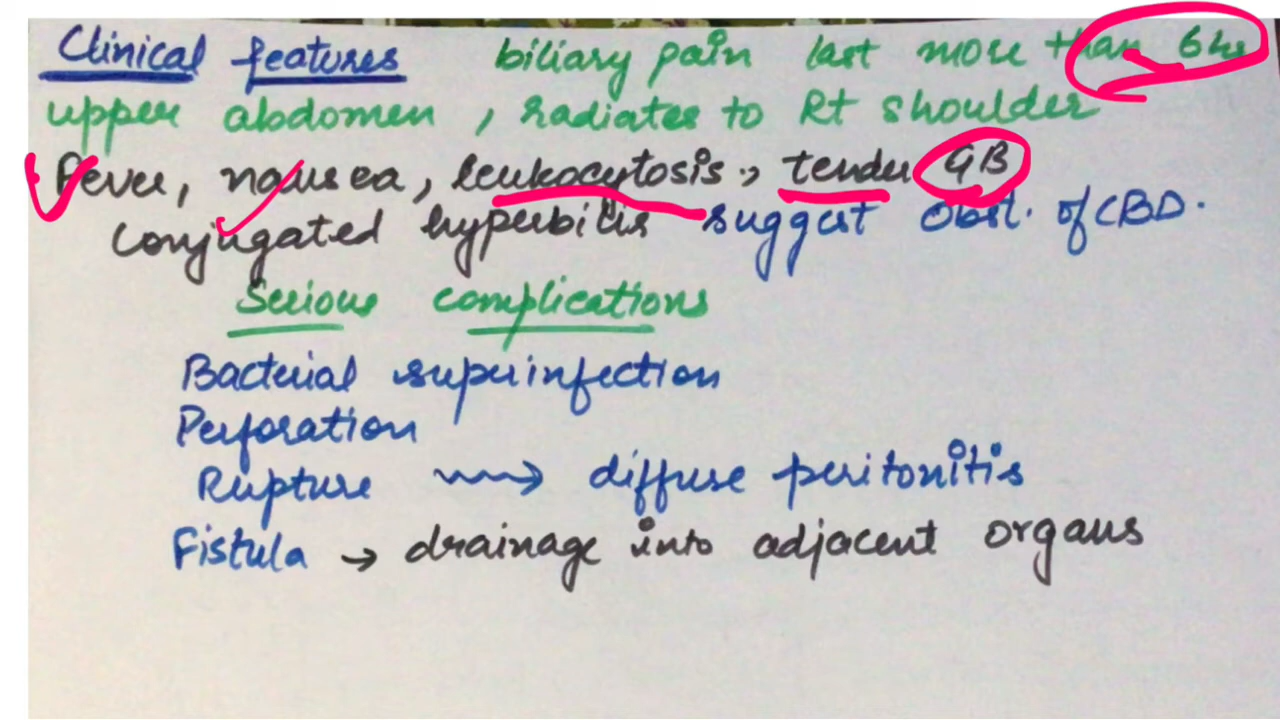 Clinical features biliary pain last more than 6hr
upper abdomen, radiates to Rt shoulder
Fever, nausea, leukocytosis, tender GB
Conjugated hyperbilir suggest obst. of CBD.
Serious complications
Bacterial superinfection
Perforation
Rupture → diffuse peritonitis
Fistula → drainage into adjacent organs